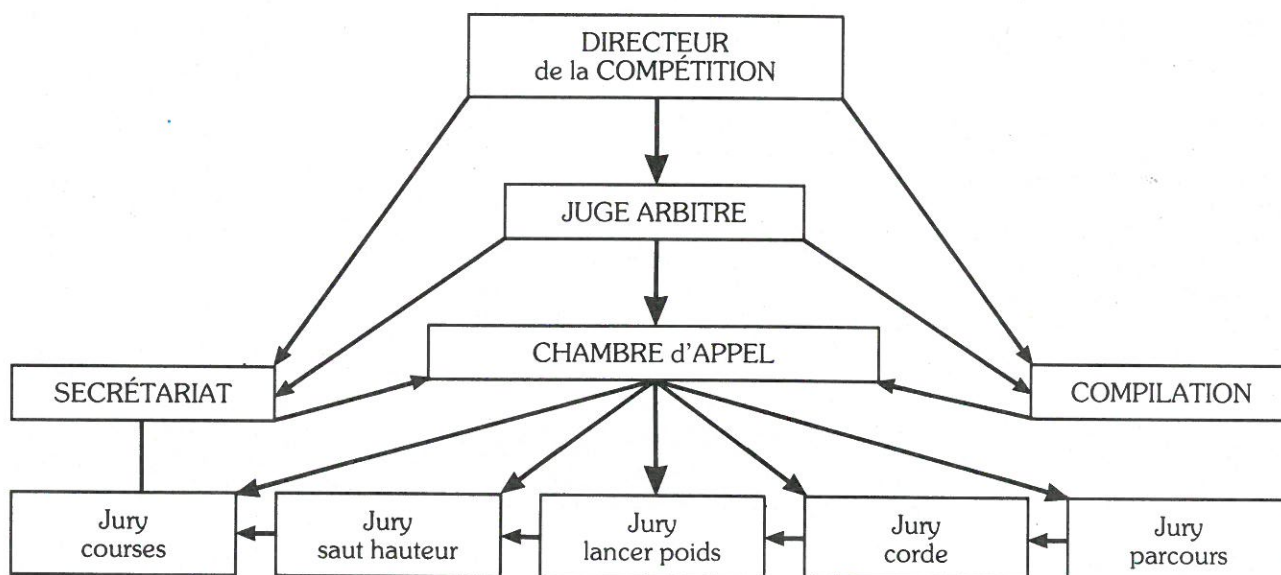 DIRECTEUR
de la COMPÉTITION
JUGE ARBITRE
CHAMBRE d'APPEL
SECRÉTARIAT
COMPILATION
Jury
courses
Jury
saut hauteur
Jury
lancer poids
Jury
corde
Jury
parcours